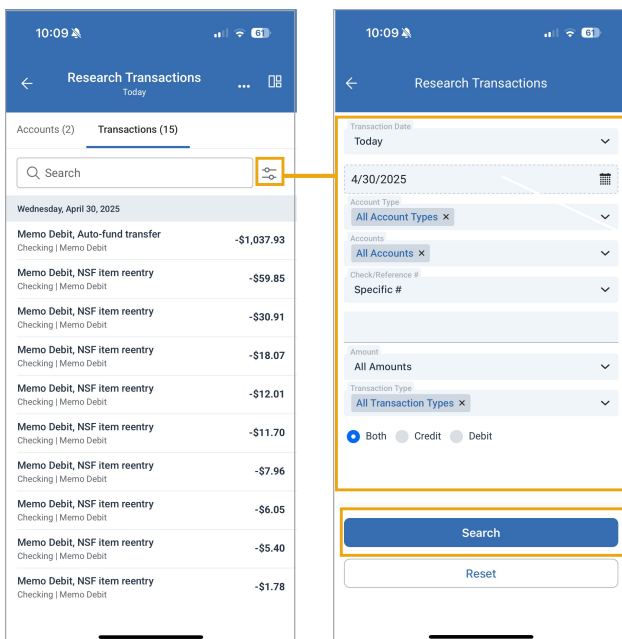 10:09
61
Research Transactions
Today
...
Accounts (2) Transactions (15)
Search
Wednesday, April 30, 2025
Memo Debit, Auto-fund transfer
Checking | Memo Debit
-$1,037.93
Memo Debit, NSF item reentry
Checking | Memo Debit
-$59.85
Memo Debit, NSF item reentry
Checking | Memo Debit
-$30.91
Memo Debit, NSF item reentry
Checking | Memo Debit
-$18.07
Memo Debit, NSF item reentry
Checking | Memo Debit
-$12.01
Memo Debit, NSF item reentry
Checking | Memo Debit
-$11.70
Memo Debit, NSF item reentry
Checking | Memo Debit
-$7.96
Memo Debit, NSF item reentry
Checking | Memo Debit
-$6.05
Memo Debit, NSF item reentry
Checking | Memo Debit
-$5.40
Memo Debit, NSF item reentry
Checking | Memo Debit
-$1.78
10:09
61
Research Transactions
Transaction Date
Today
4/30/2025
Account Type
All Account Types ×
Accounts
All Accounts ×
Check/Reference #
Specific #
Amount
All Amounts
Transaction Type
All Transaction Types ×
Both Credit Debit
Search
Reset